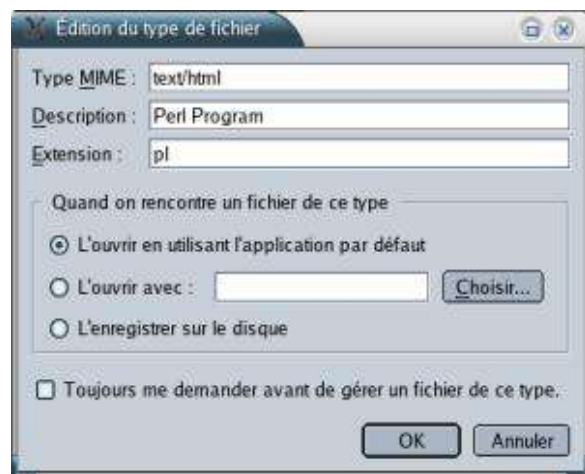 Édition du type de fichier
Type MIME : text/html
Description : Perl Program
Extension : pl
Quand on rencontre un fichier de ce type
L'ouvrir en utilisant l'application par défaut
L'ouvrir avec : Choisir...
L'enregistrer sur le disque
Toujours me demander avant de gérer un fichier de ce type.
OK Annuler